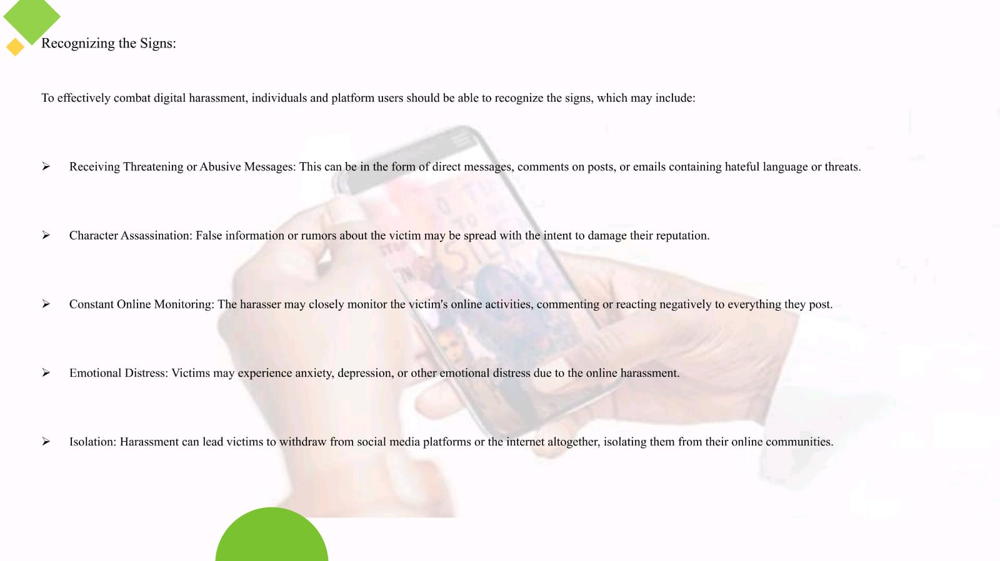 Recognizing the Signs:
To effectively combat digital harassment, individuals and platform users should be able to recognize the signs, which may include:
➢ Receiving Threatening or Abusive Messages: This can be in the form of direct messages, comments on posts, or emails containing hateful language or threats.
➢ Character Assassination: False information or rumors about the victim may be spread with the intent to damage their reputation.
➢ Constant Online Monitoring: The harasser may closely monitor the victim's online activities, commenting or reacting negatively to everything they post.
➢ Emotional Distress: Victims may experience anxiety, depression, or other emotional distress due to the online harassment.
➢ Isolation: Harassment can lead victims to withdraw from social media platforms or the internet altogether, isolating them from their online communities.